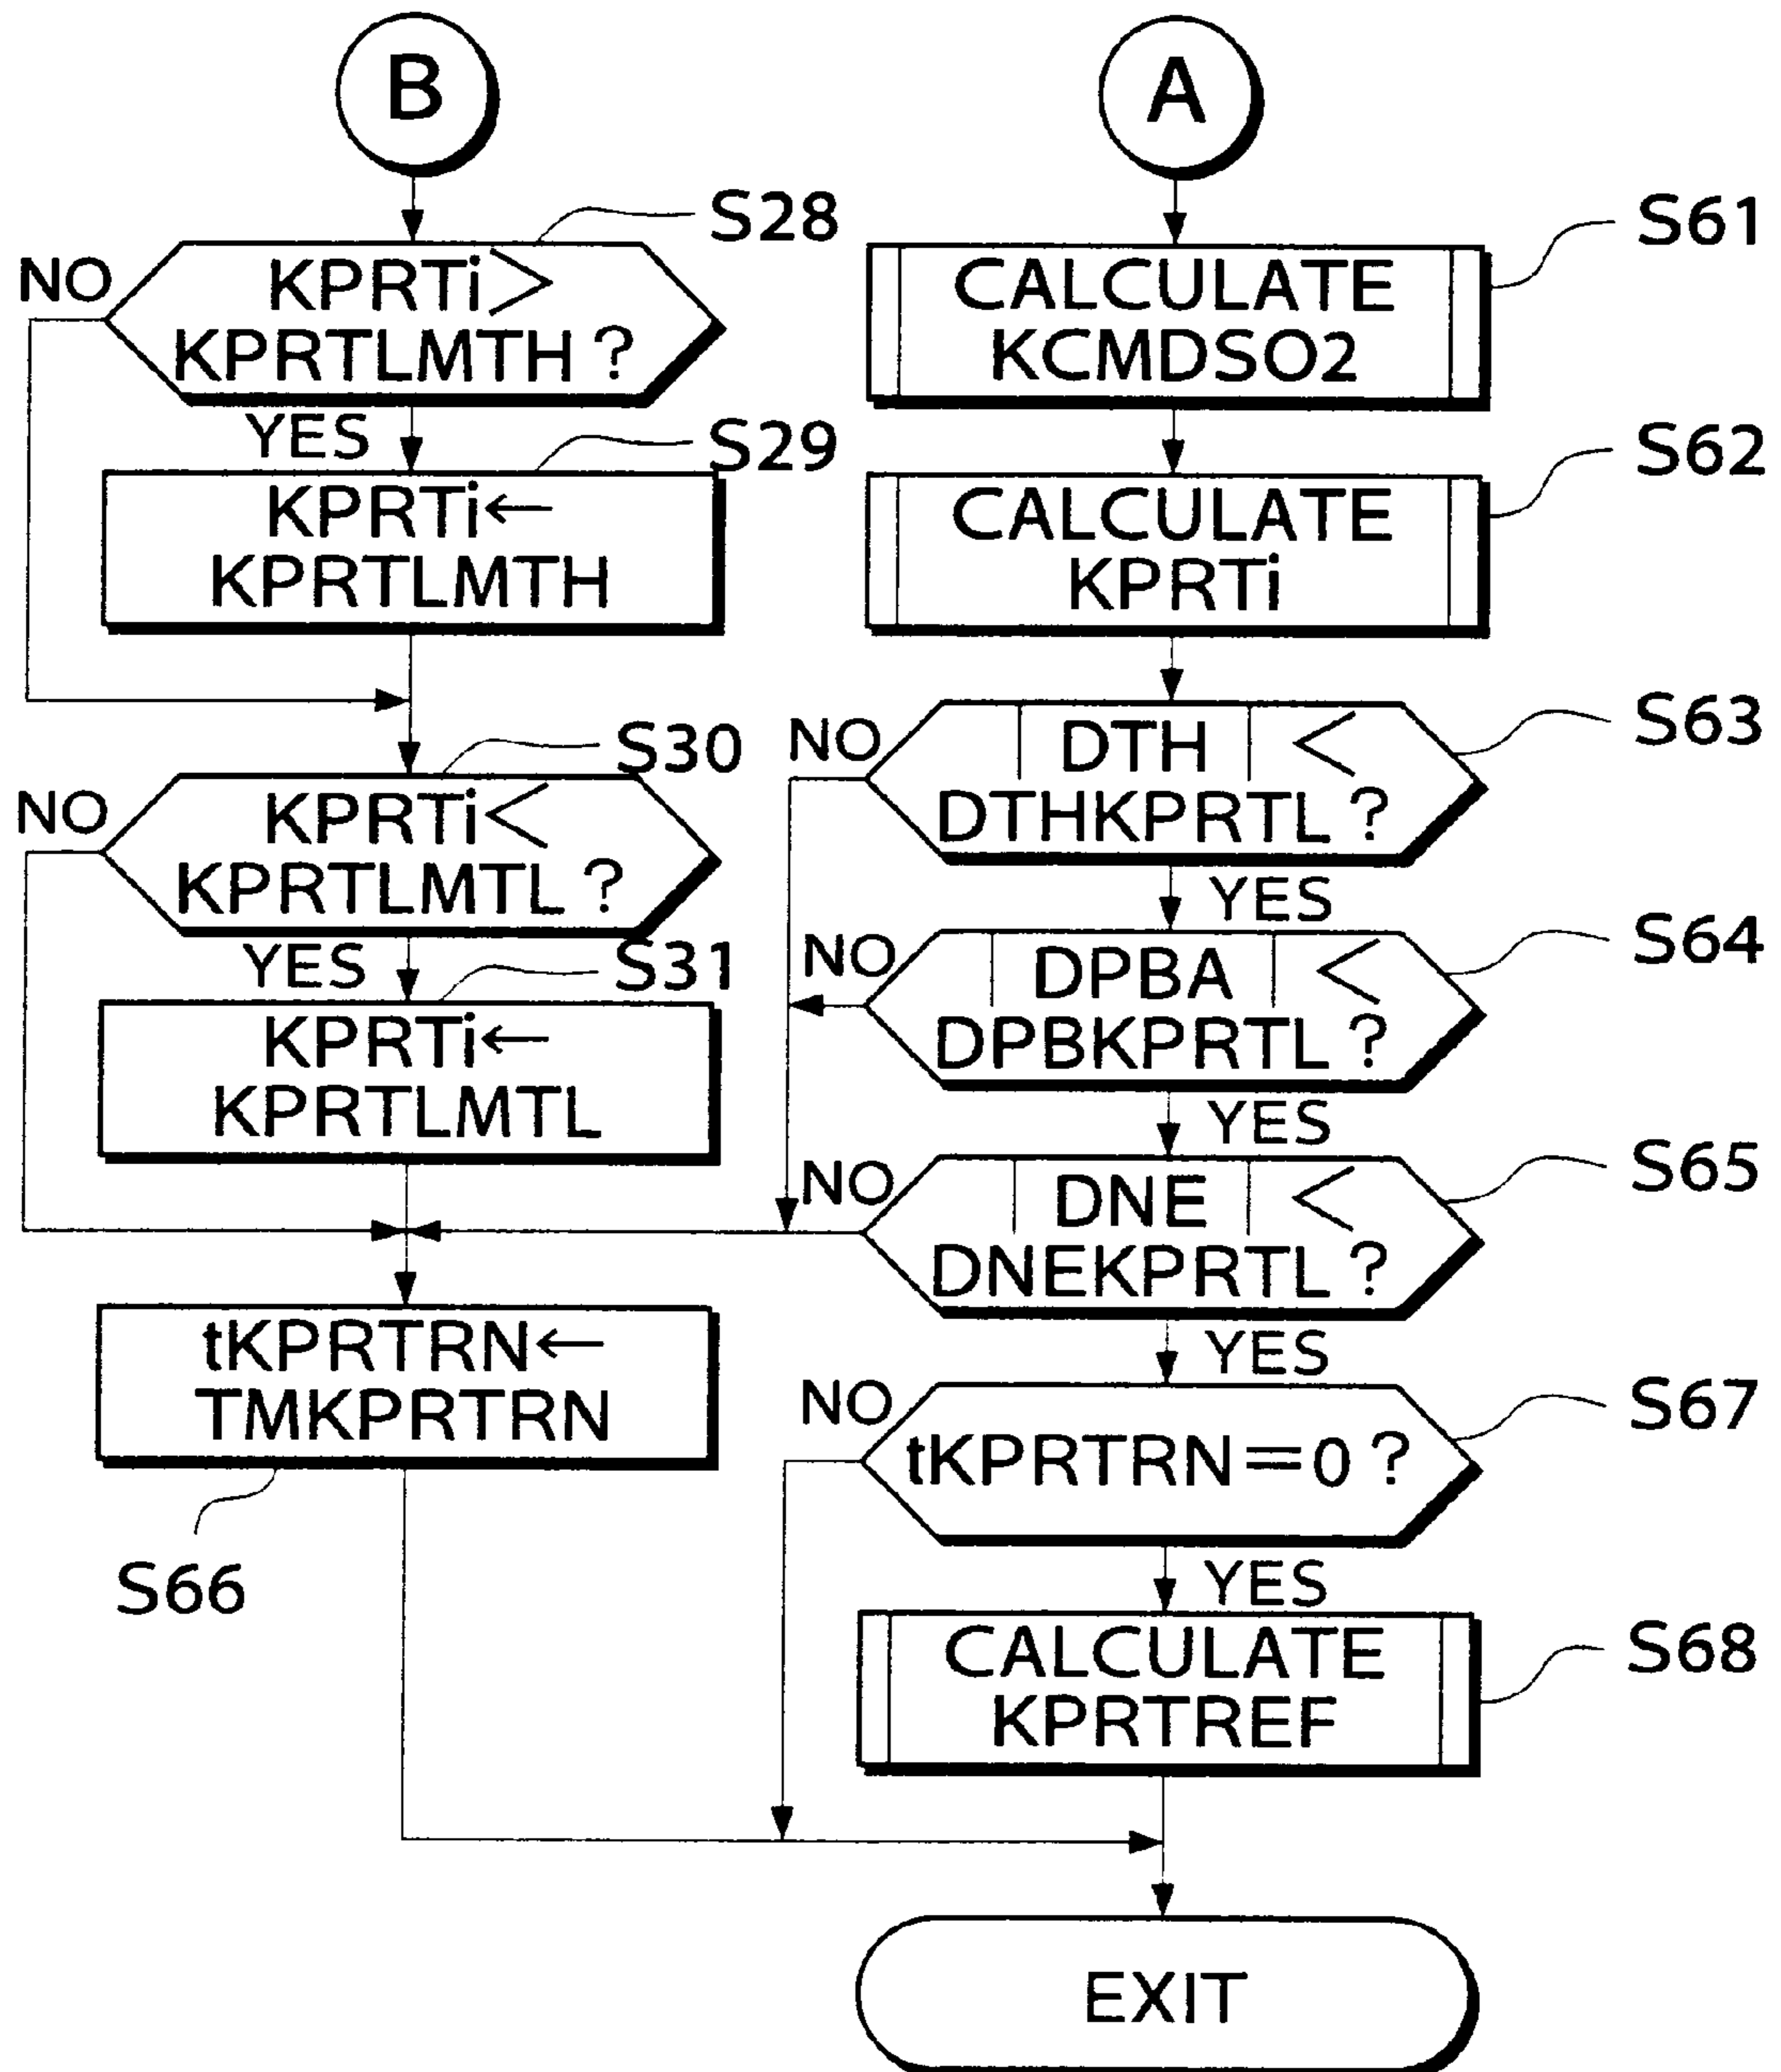 B
S28
NO
KPRTi>
KPRTLMTH ?
YES
S29
KPRTi←
KPRTLMTH
S30
NO
KPRTi<
KPRTLMTL ?
YES
S31
KPRTi←
KPRTLMTL
tKPRTRN←
TMKPRTRN
S66
A
S61
CALCULATE
KCMDSO2
S62
CALCULATE
KPRTi
S63
NO
| DTH | <
DTHKPRTL ?
YES
S64
NO
| DPBA | <
DPBKPRTL ?
YES
S65
NO
| DNE | <
DNEKPRTL ?
YES
S67
NO
tKPRTRN=0 ?
YES
S68
CALCULATE
KPRTREF
EXIT